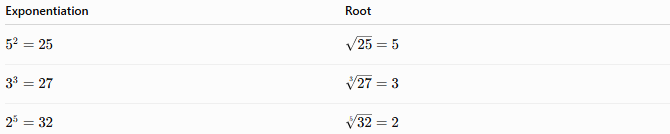 Exponentiation Root
5² = 25 √25 = 5
3³ = 27 ∛27 = 3
2⁵ = 32 ⁵√32 = 2